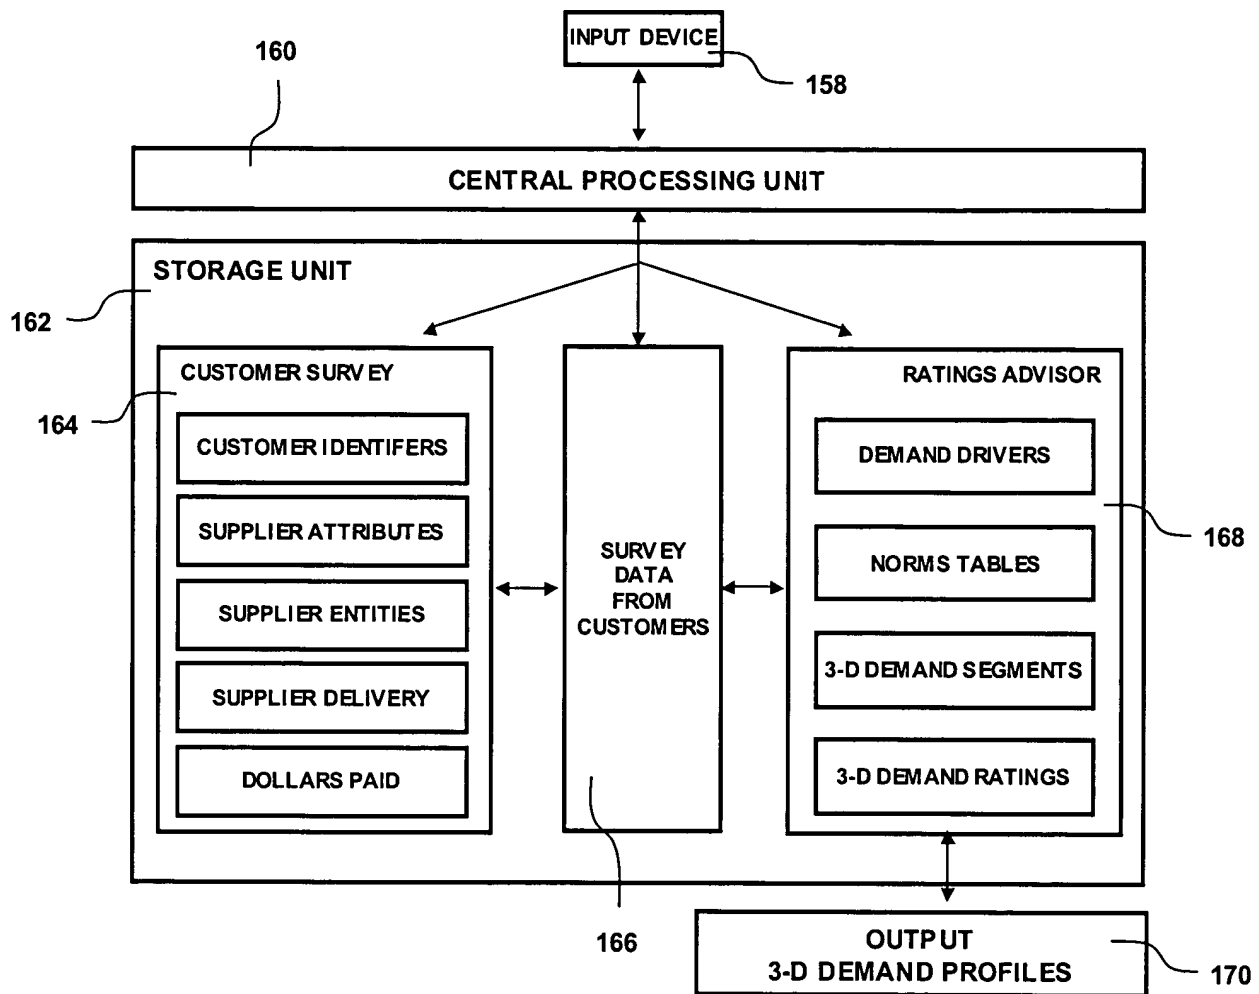 INPUT DEVICE
160
158
CENTRAL PROCESSING UNIT
STORAGE UNIT
162
CUSTOMER SURVEY
164
CUSTOMER IDENTIFERS
SUPPLIER ATTRIBUTES
SUPPLIER ENTITIES
SUPPLIER DELIVERY
DOLLARS PAID
SURVEY
DATA
FROM
CUSTOMERS
166
RATINGS ADVISOR
DEMAND DRIVERS
168
NORMS TABLES
3-D DEMAND SEGMENTS
3-D DEMAND RATINGS
OUTPUT
3-D DEMAND PROFILES
170